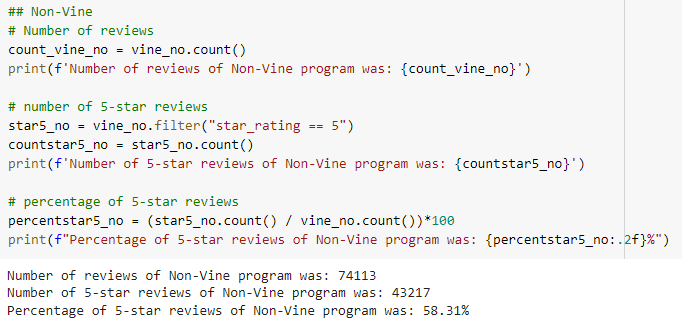 ## Non-Vine
# Number of reviews
count_vine_no = vine_no.count()
print(f'Number of reviews of Non-Vine program was: {count_vine_no}')
# number of 5-star reviews
star5_no = vine_no.filter("star_rating == 5")
countstar5_no = star5_no.count()
print(f'Number of 5-star reviews of Non-Vine program was: {countstar5_no}')
# percentage of 5-star reviews
percentstar5_no = (star5_no.count() / vine_no.count())*100
print(f"Percentage of 5-star reviews of Non-Vine program was: {percentstar5_no:.2f}%")
Number of reviews of Non-Vine program was: 74113
Number of 5-star reviews of Non-Vine program was: 43217
Percentage of 5-star reviews of Non-Vine program was: 58.31%